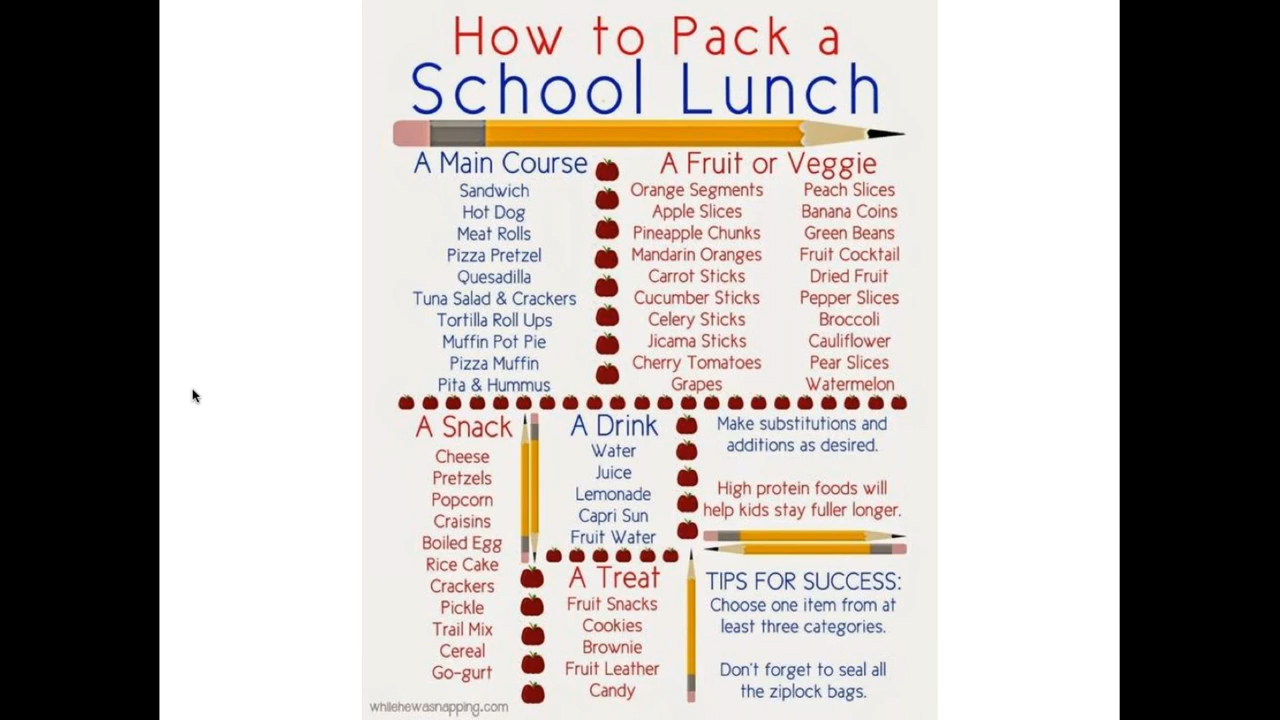 How to Pack a
School Lunch
A Main Course
Sandwich
Hot Dog
Meat Rolls
Pizza Pretzel
Quesadilla
Tuna Salad & Crackers
Tortilla Roll Ups
Muffin Pot Pie
Pizza Muffin
Pita & Hummus
A Fruit or Veggie
Orange Segments
Apple Slices
Pineapple Chunks
Mandarin Oranges
Carrot Sticks
Cucumber Sticks
Celery Sticks
Jicama Sticks
Cherry Tomatoes
Grapes
Peach Slices
Banana Coins
Green Beans
Fruit Cocktail
Dried Fruit
Pepper Slices
Broccoli
Cauliflower
Pear Slices
Watermelon
A Snack
Cheese
Pretzels
Popcorn
Craisins
Boiled Egg
Rice Cake
Crackers
Pickle
Trail Mix
Cereal
Go-gurt
A Drink
Water
Juice
Lemonade
Capri Sun
Fruit Water
A Treat
Fruit Snacks
Cookies
Brownie
Fruit Leather
Candy
Make substitutions and
additions as desired.
High protein foods will
help kids stay fuller longer.
TIPS FOR SUCCESS:
Choose one item from at
least three categories.
Don't forget to seal all
the ziplock bags.
whilehewasnapping.com